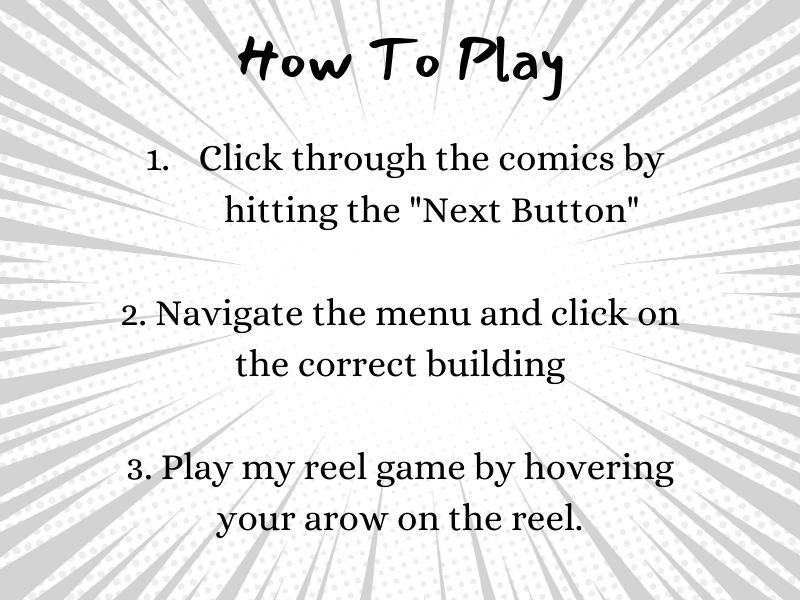 How To Play
1. Click through the comics by
hitting the "Next Button"
2. Navigate the menu and click on
the correct building
3. Play my reel game by hovering
your arow on the reel.